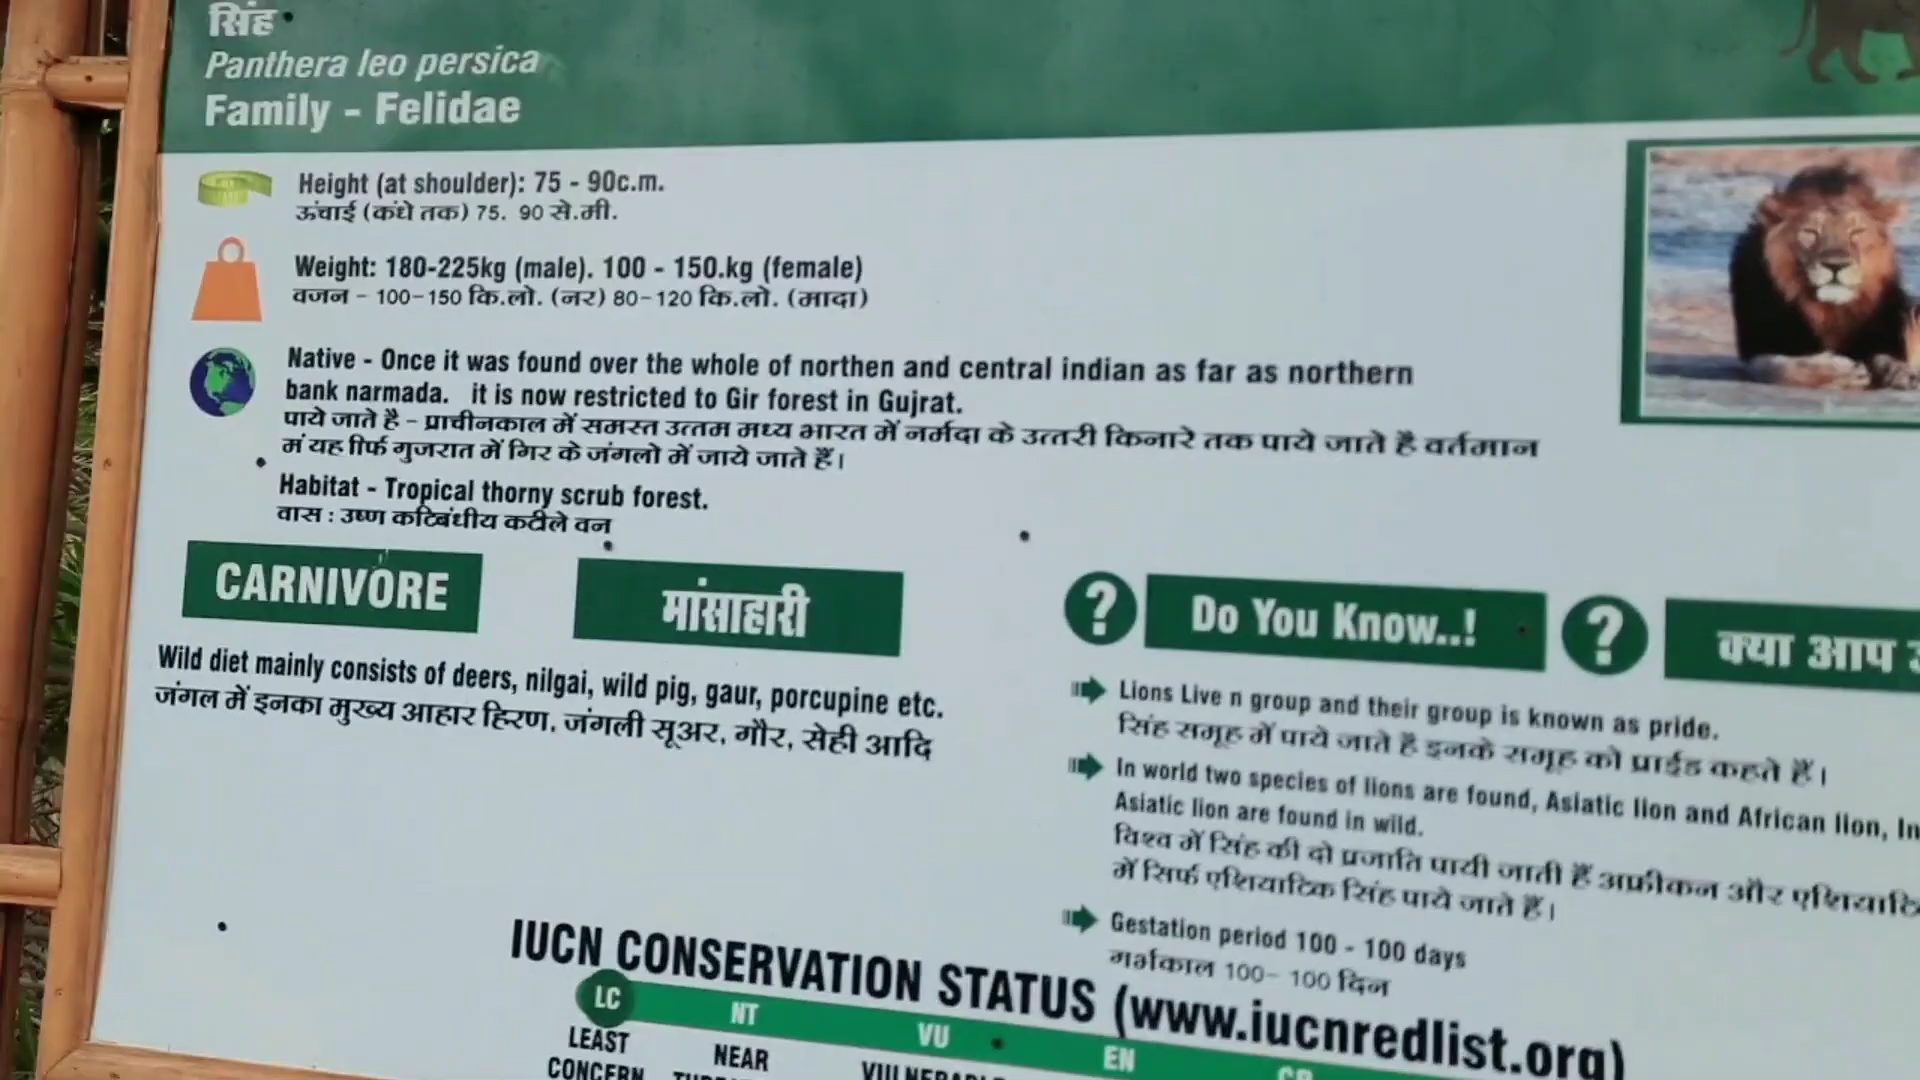 सिंह
Panthera leo persica
Family - Felidae
Height (at shoulder): 75 - 90c.m.
ऊंचाई (कंधे तक) 75. 90 से.मी.
Weight: 180-225kg (male). 100 - 150.kg (female)
वजन - 100-150 कि.लो. (नर) 80-120 कि.लो. (मादा)
Native - Once it was found over the whole of northen and central indian as far as northern
bank narmada. it is now restricted to Gir forest in Gujrat.
पाये जाते है - प्राचीनकाल में समस्त उत्तम मध्य भारत में नर्मदा के उत्तरी किनारे तक पाये जाते है वर्तमान
मं यह र्सिफ गुजरात में गिर के जंगलो में जाये जाते हैं।
Habitat - Tropical thorny scrub forest.
वास : उष्ण कटिबंधीय कटीले वन
CARNIVORE
मांसाहारी
Wild diet mainly consists of deers, nilgai, wild pig, gaur, porcupine etc.
जंगल में इनका मुख्य आहार हिरण, जंगली सूअर, गौर, सेही आदि
? Do You Know..!
? क्या आप
Lions Live n group and their group is known as pride.
सिंह समूह में पाये जाते है इनके समूह को प्राईड कहते हैं।
In world two species of lions are found, Asiatic lion and African lion, In
Asiatic lion are found in wild.
विश्व में सिंह की दो प्रजाति पायी जाती हैं अफ्रीकन और
में सिर्फ एशियाटिक सिंह पाये जाते हैं।
Gestation period 100 - 100 days
गर्भकाल 100- 100 दिन
IUCN CONSERVATION STATUS (www.iucnredlist.org)
LC NT VU EN
LEAST NEAR
CONCERN VULNERABLE